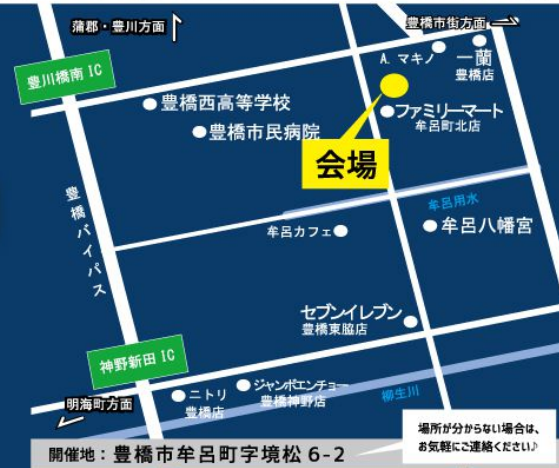 蒲郡・豊川方面
豊橋市街方面
A. マキノ
一蘭
豊橋店
豊川橋南 IC
豊橋西高等学校
豊橋市民病院
ファミリーマート
牟呂町北店
会場
豊橋バイパス
牟呂用水
牟呂カフェ
牟呂八幡宮
セブンイレブン
豊橋東脇店
神野新田 IC
ニトリ
豊橋店
ジャンボエンチョー
豊橋神野店
柳生川
明海町方面
場所が分からない場合は、
お気軽にご連絡ください♪
開催地：豊橋市牟呂町字境松 6-2